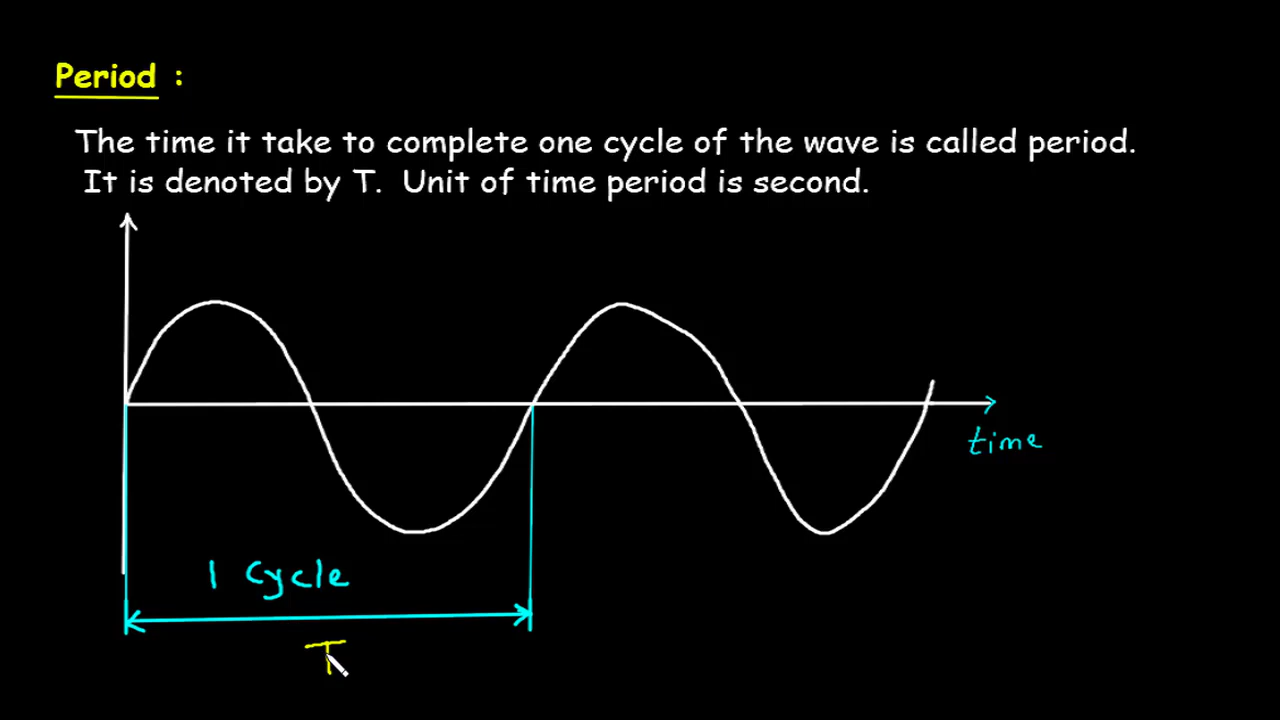 Period :
The time it take to complete one cycle of the wave is called period.
It is denoted by T. Unit of time period is second.
time
1 Cycle
T